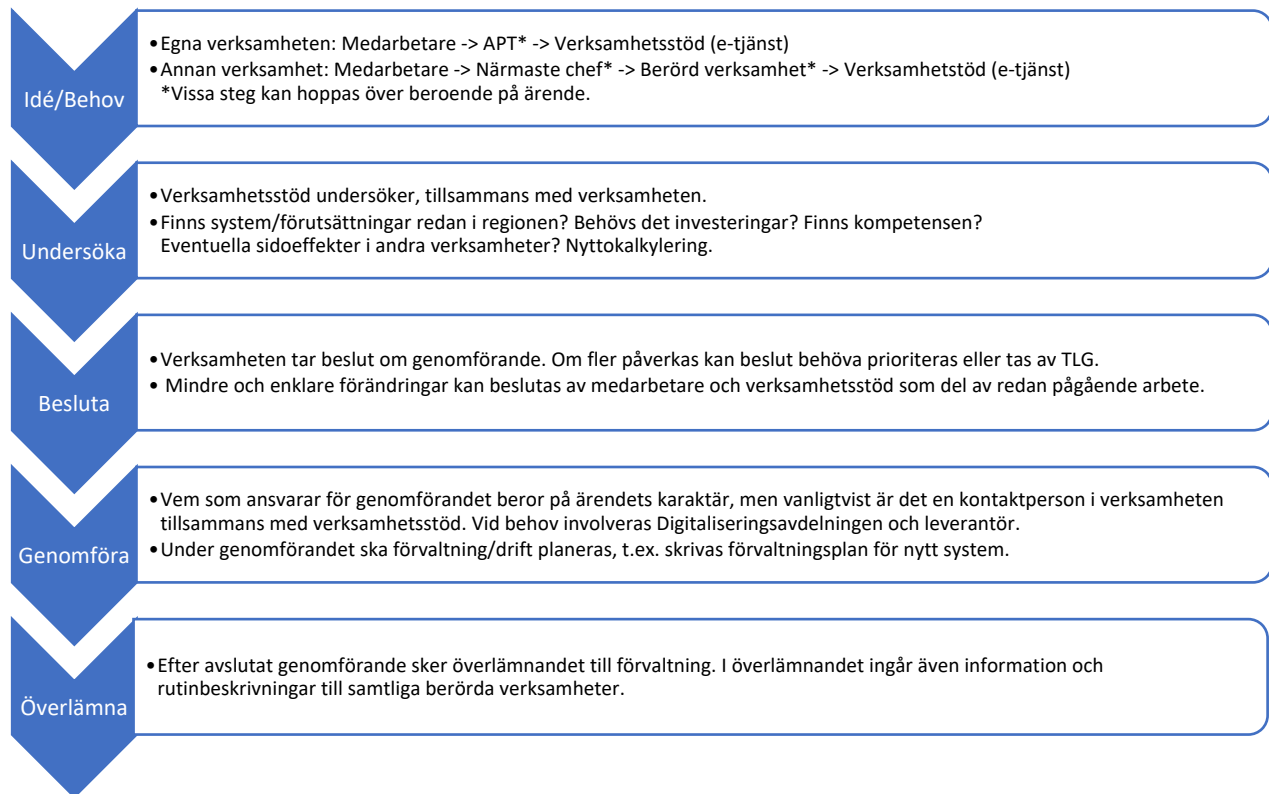 Idé/Behov
•Egna verksamheten: Medarbetare -> APT* -> Verksamhetsstöd (e-tjänst)
•Annan verksamhet: Medarbetare -> Närmaste chef* -> Berörd verksamhet* -> Verksamhetstöd (e-tjänst)
*Vissa steg kan hoppas över beroende på ärende.
Undersöka
•Verksamhetsstöd undersöker, tillsammans med verksamheten.
•Finns system/förutsättningar redan i regionen? Behövs det investeringar? Finns kompetensen?
Eventuella sidoeffekter i andra verksamheter? Nyttokalkylering.
Besluta
•Verksamheten tar beslut om genomförande. Om fler påverkas kan beslut behöva prioriteras eller tas av TLG.
• Mindre och enklare förändringar kan beslutas av medarbetare och verksamhetsstöd som del av redan pågående arbete.
Genomföra
•Vem som ansvarar för genomförandet beror på ärendets karaktär, men vanligtvist är det en kontaktperson i verksamheten
tillsammans med verksamhetsstöd. Vid behov involveras Digitaliseringsavdelningen och leverantör.
•Under genomförandet ska förvaltning/drift planeras, t.ex. skrivas förvaltningsplan för nytt system.
Överlämna
•Efter avslutat genomförande sker överlämnandet till förvaltning. I överlämnandet ingår även information och
rutinbeskrivningar till samtliga berörda verksamheter.